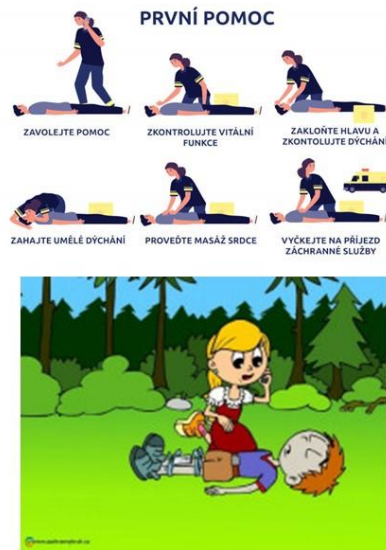 PRVNÍ POMOC
ZAVOLEJTE POMOC
ZKONTROLUJTE VITÁLNÍ
FUNKCE
ZAKLOŇTE HLAVU A
ZKONTOLUJTE DÝCHÁNÍ
ZAHAJTE UMĚLÉ DÝCHÁNÍ
PROVEĎTE MASÁŽ SRDCE
VYČKEJTE NA PŘÍJEZD
ZÁCHRANNÉ SLUŽBY